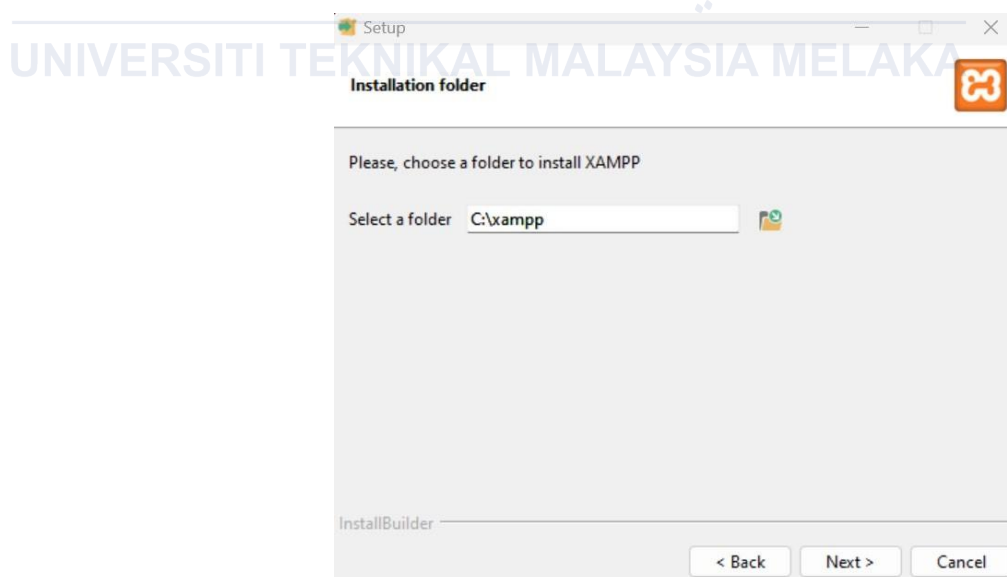 Setup
UNIVERSITI TEKNIKAL MALAYSIA MELAKA
Installation folder
Please, choose a folder to install XAMPP
Select a folder C:\xampp
InstallBuilder
< Back Next > Cancel